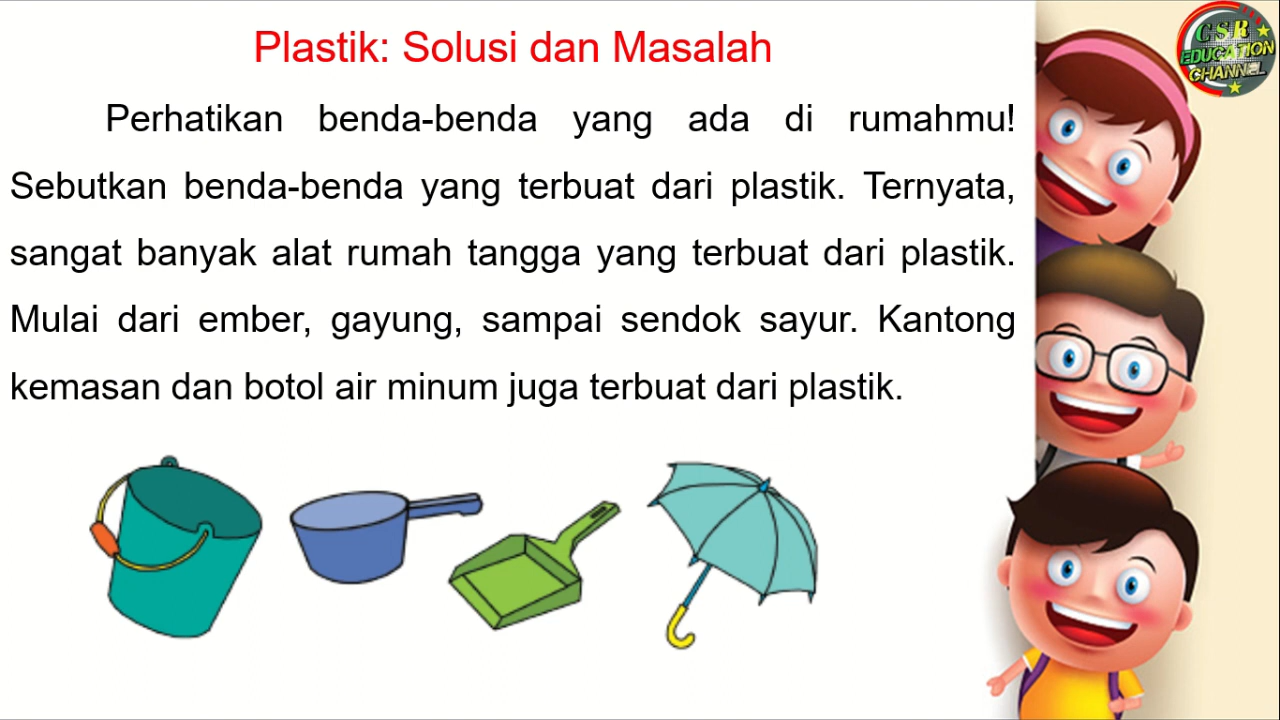 Plastik: Solusi dan Masalah
CSR
EDUCATION
CHANNEL
Perhatikan benda-benda yang ada di rumahmu!
Sebutkan benda-benda yang terbuat dari plastik. Ternyata,
sangat banyak alat rumah tangga yang terbuat dari plastik.
Mulai dari ember, gayung, sampai sendok sayur. Kantong
kemasan dan botol air minum juga terbuat dari plastik.